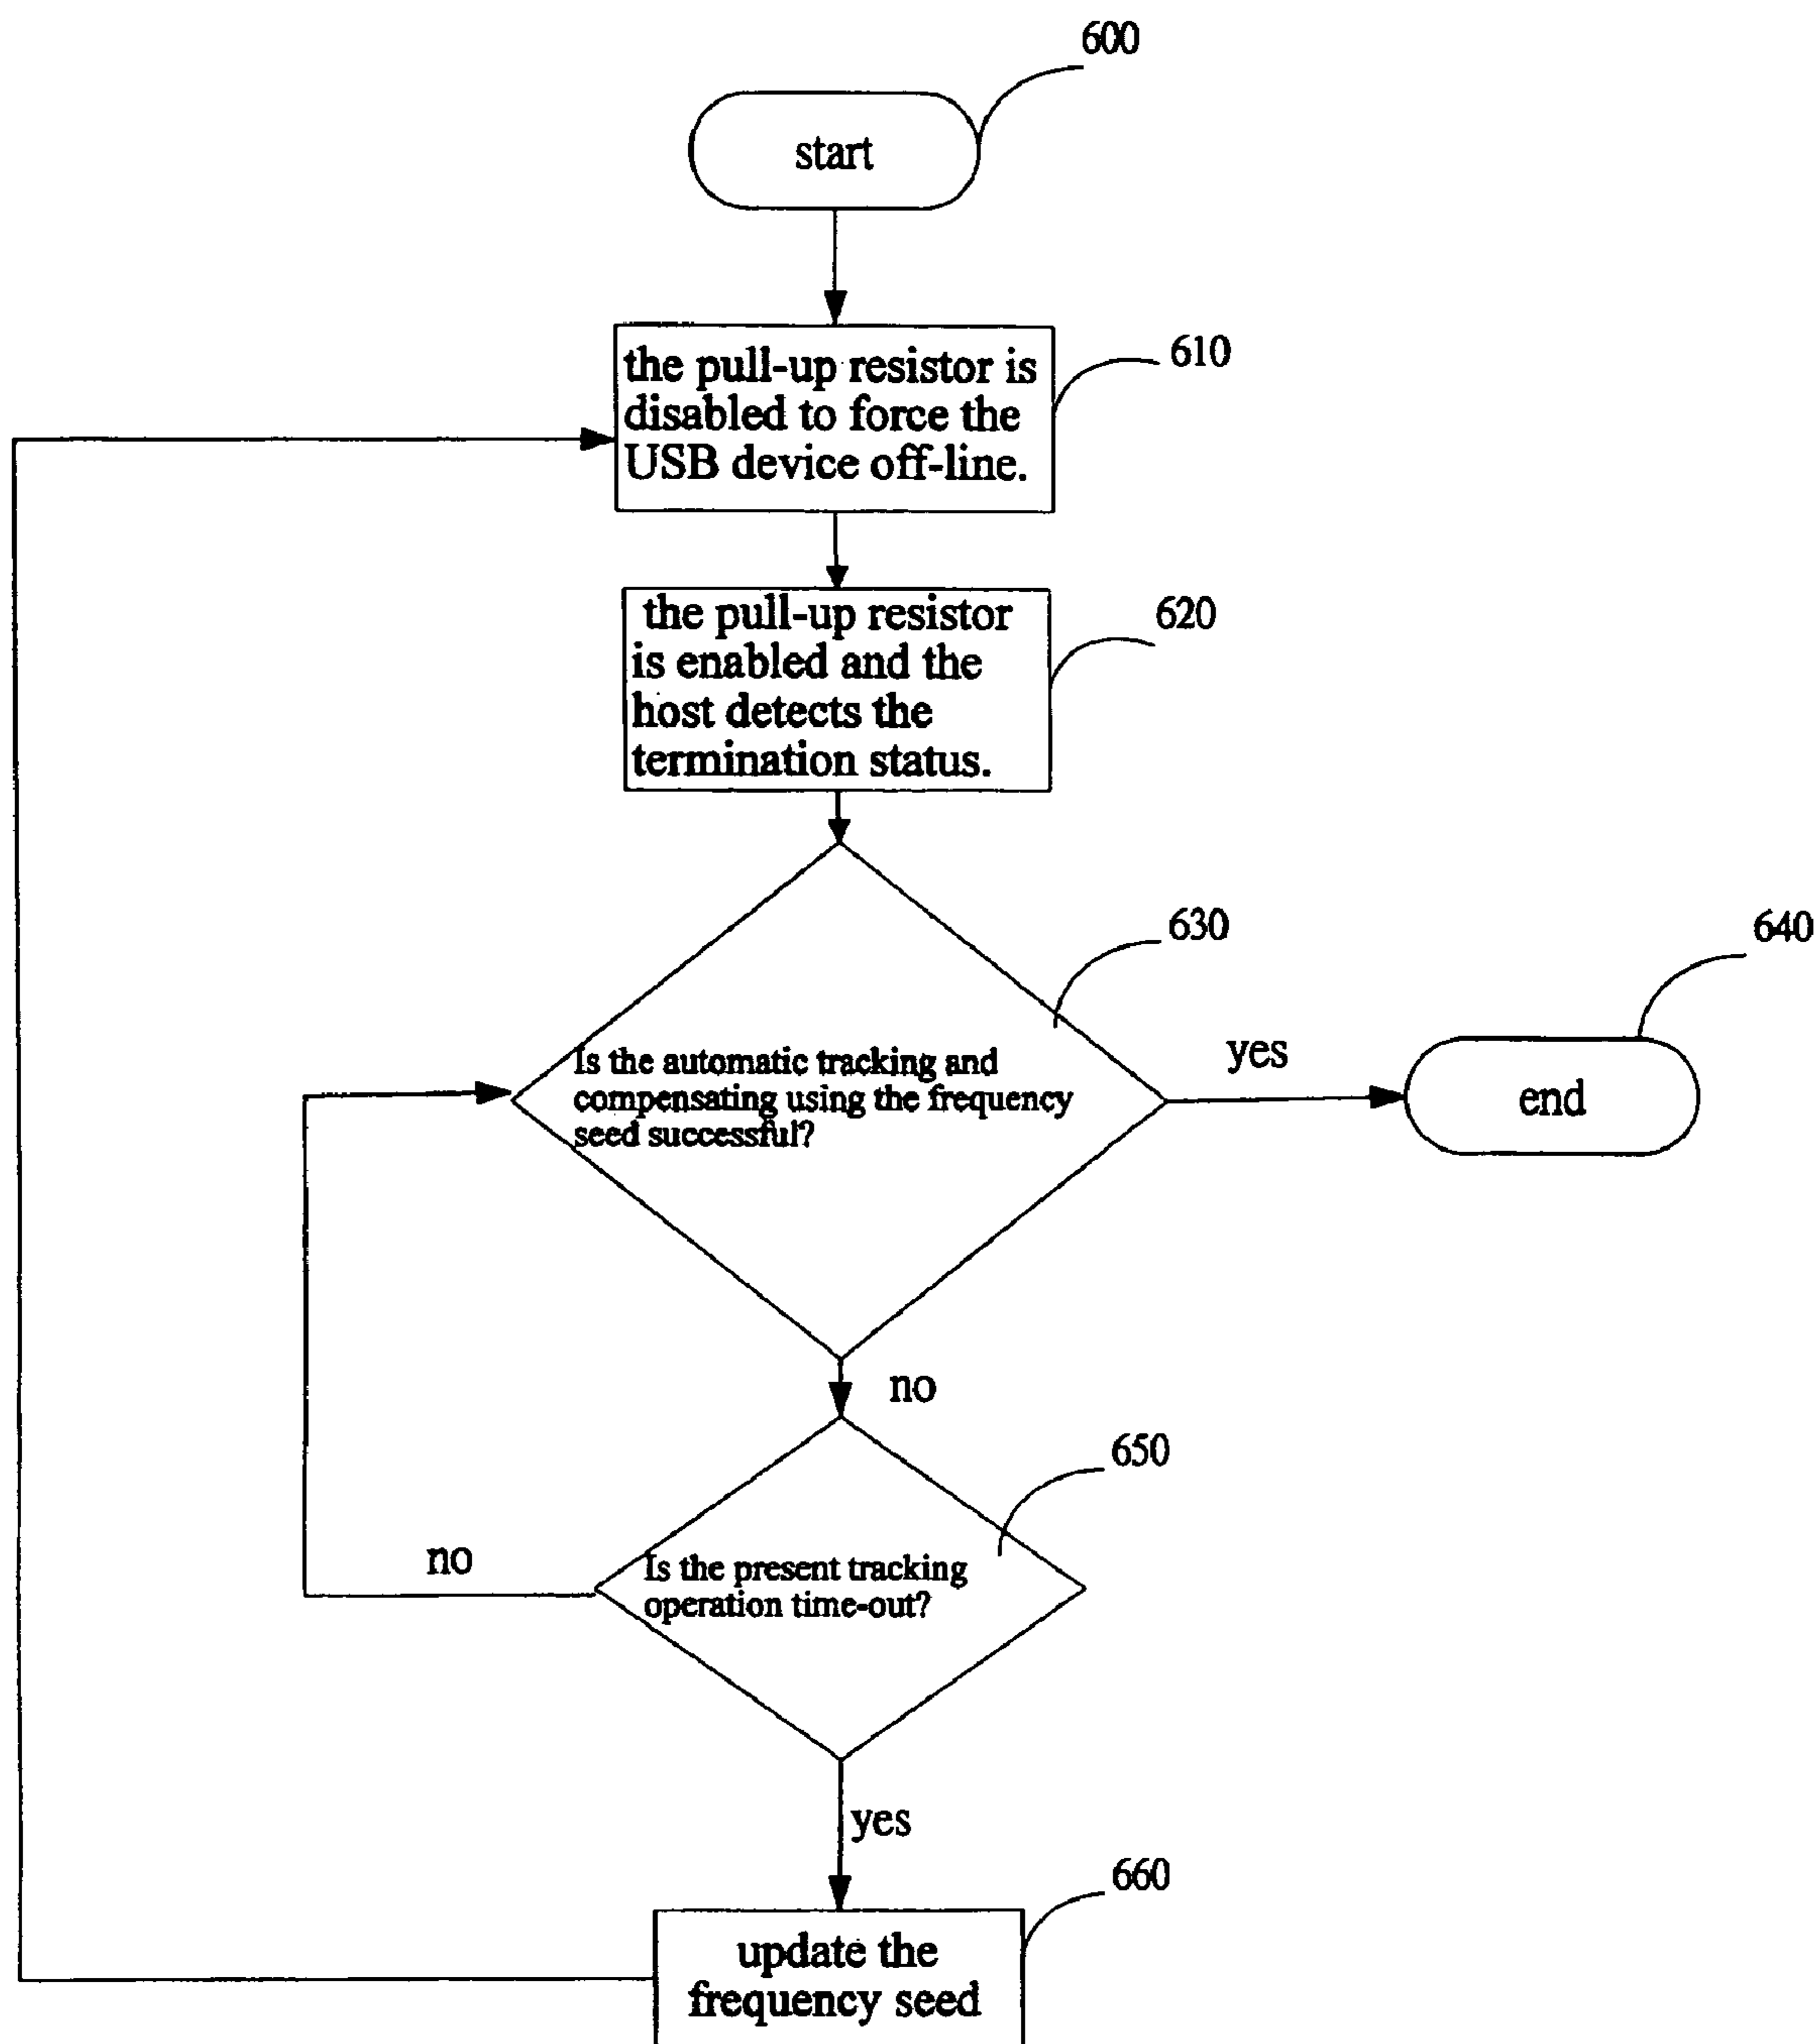 600
start
610
the pull-up resistor is
disabled to force the
USB device off-line.
620
the pull-up resistor
is enabled and the
host detects the
termination status.
630
640
Is the automatic tracking and
compensating using the frequency
seed successful?
yes
end
no
650
no
Is the present tracking
operation time-out?
yes
660
update the
frequency seed